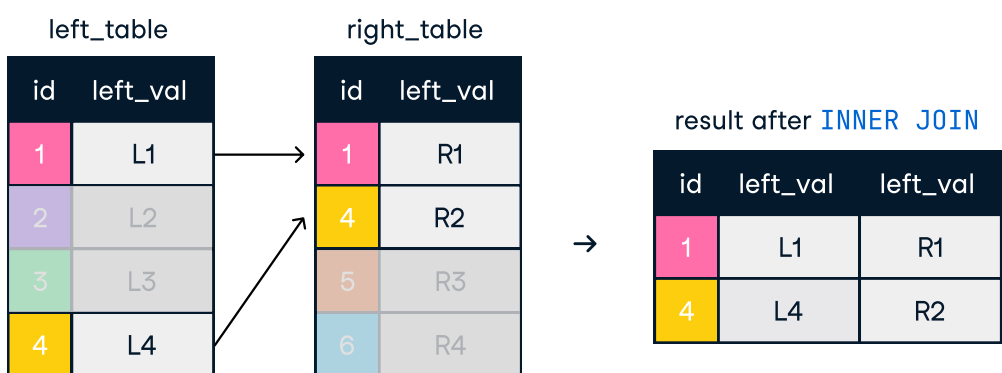 left_table
id left_val
1 L1
2 L2
3 L3
4 L4
right_table
id left_val
1 R1
4 R2
5 R3
6 R4
result after INNER JOIN
id left_val left_val
1 L1 R1
4 L4 R2